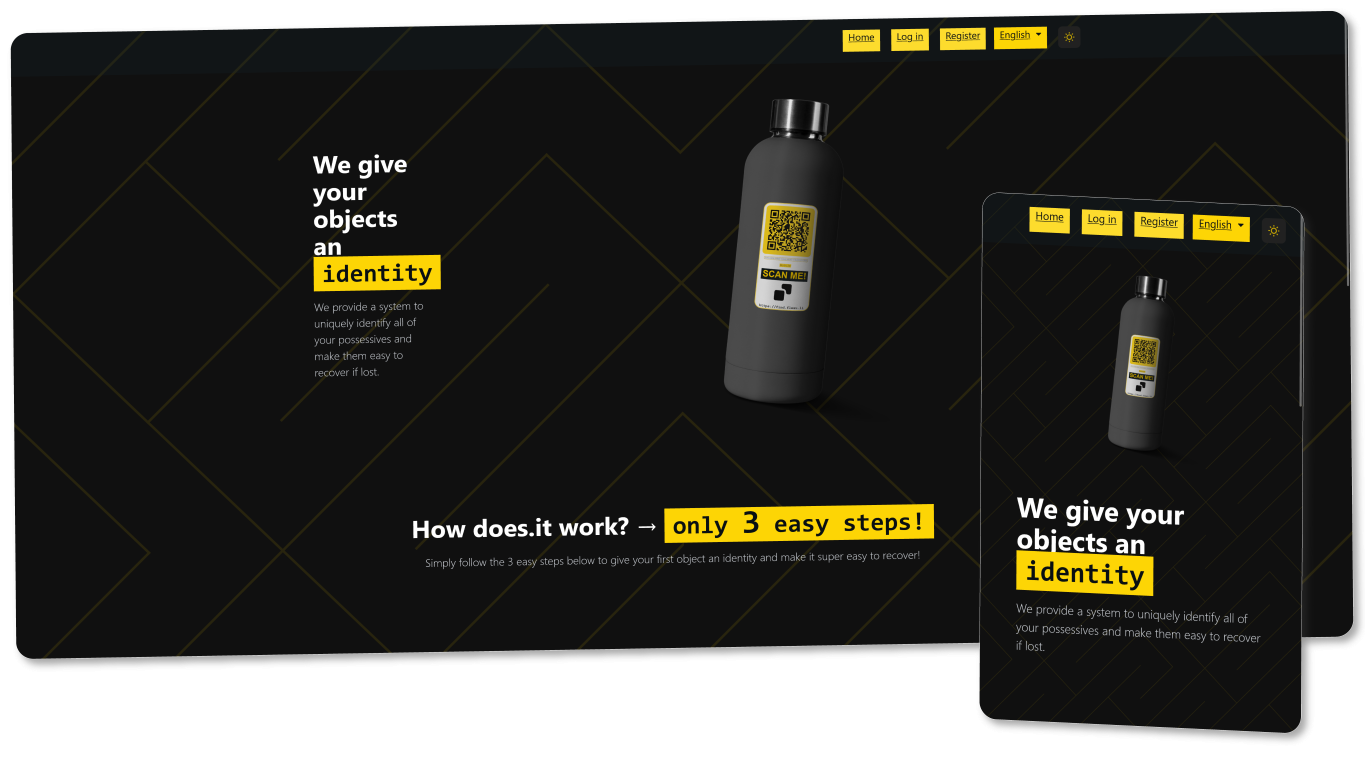 Home Log in Register English
We give
your
objects
an
identity
We provide a system to
uniquely identify all of
your possessives and
make them easy to
recover if lost.
SCAN ME!
How does.it work? → only 3 easy steps!
Simply follow the 3 easy steps below to give your first object an identity and make it super easy to recover!
Home Log in Register English
SCAN ME!
We give your
objects an
identity
We provide a system to uniquely identify all of
your possessives and make them easy to recover
if lost.